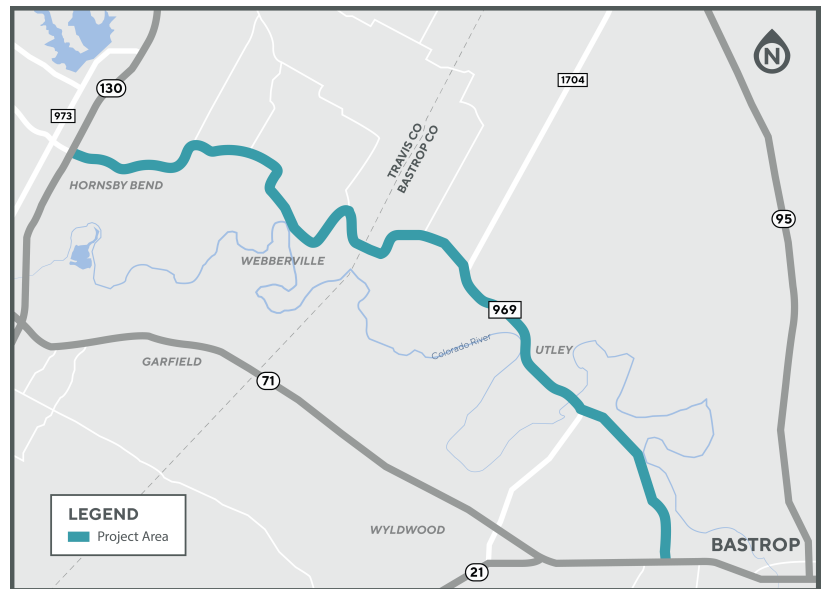 N
1704
130
973
TRAVIS CO
BASTROP CO
HORNSBY BEND
95
WEBBERVILLE
969
Colorado River
UTLEY
GARFIELD
71
LEGEND
Project Area
WYLDWOOD
BASTROP
21